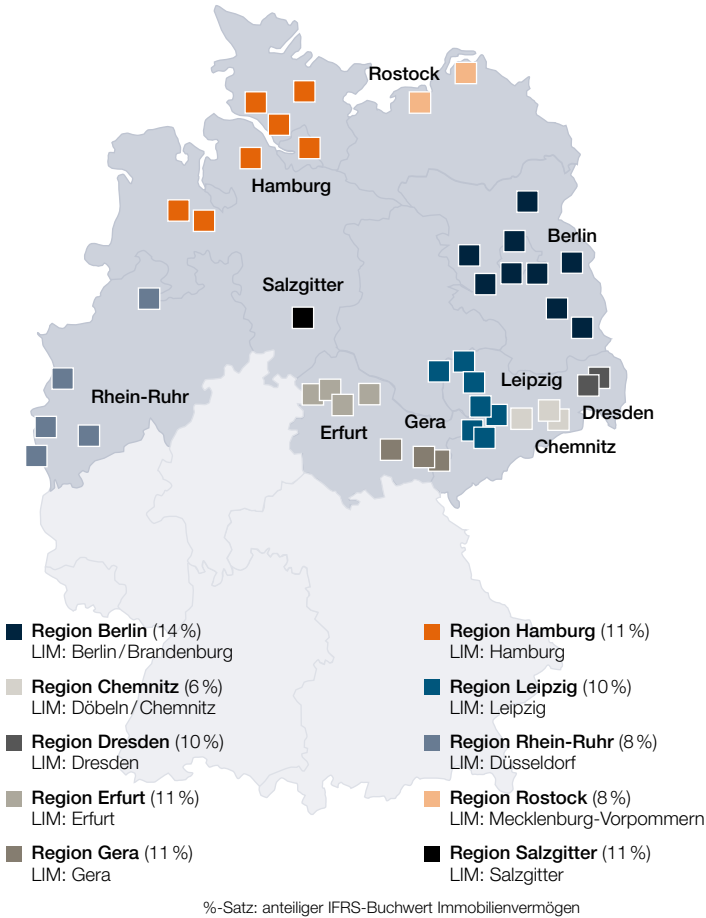 Rostock
Hamburg
Berlin
Salzgitter
Rhein-Ruhr
Leipzig
Dresden
Erfurt
Gera
Chemnitz
Region Berlin (14 %)
LIM: Berlin/Brandenburg
Region Chemnitz (6 %)
LIM: Döbeln/Chemnitz
Region Dresden (10 %)
LIM: Dresden
Region Erfurt (11 %)
LIM: Erfurt
Region Gera (11 %)
LIM: Gera
Region Hamburg (11 %)
LIM: Hamburg
Region Leipzig (10 %)
LIM: Leipzig
Region Rhein-Ruhr (8 %)
LIM: Düsseldorf
Region Rostock (8 %)
LIM: Mecklenburg-Vorpommern
Region Salzgitter (11 %)
LIM: Salzgitter
%-Satz: anteiliger IFRS-Buchwert Immobilienvermögen